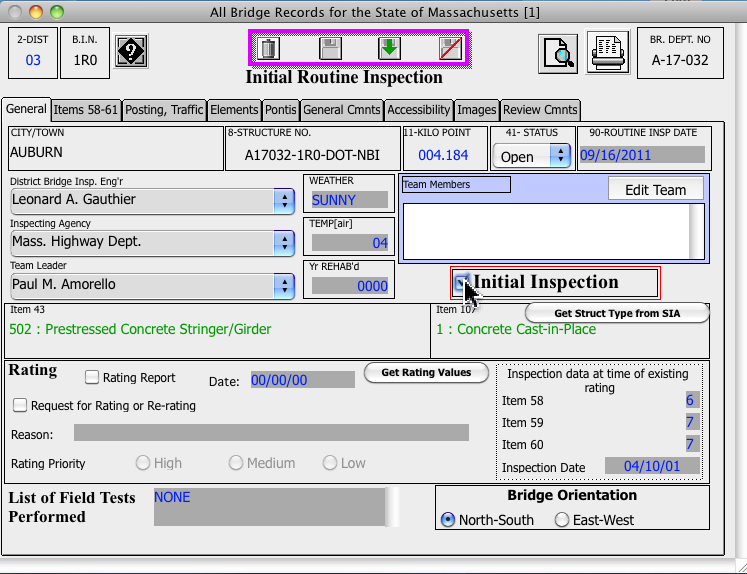 All Bridge Records for the State of Massachusetts [1]
2-DIST
03
B.I.N.
1R0
?
Initial Routine Inspection
BR. DEPT. NO
A-17-032
General Items 58-61 Posting, Traffic Elements Pontis General Cmnts Accessibility Images Review Cmnts
CITY/TOWN
AUBURN
8-STRUCTURE NO.
A17032-1R0-DOT-NBI
11-KILO POINT
004.184
41- STATUS
Open
90-ROUTINE INSP DATE
09/16/2011
District Bridge Insp. Eng'r
Leonard A. Gauthier
WEATHER
SUNNY
Team Members
Edit Team
Inspecting Agency
Mass. Highway Dept.
TEMP[air]
04
Team Leader
Paul M. Amorello
Yr REHAB'd
0000
Initial Inspection
Item 43
502 : Prestressed Concrete Stringer/Girder
Item 107
Get Struct Type from SIA
1 : Concrete Cast-in-Place
Rating
Rating Report
Date: 00/00/00
Get Rating Values
Request for Rating or Re-rating
Reason:
Rating Priority
High
Medium
Low
Inspection data at time of existing
rating
Item 58 6
Item 59 7
Item 60 7
Inspection Date 04/10/01
List of Field Tests
Performed
NONE
Bridge Orientation
North-South
East-West